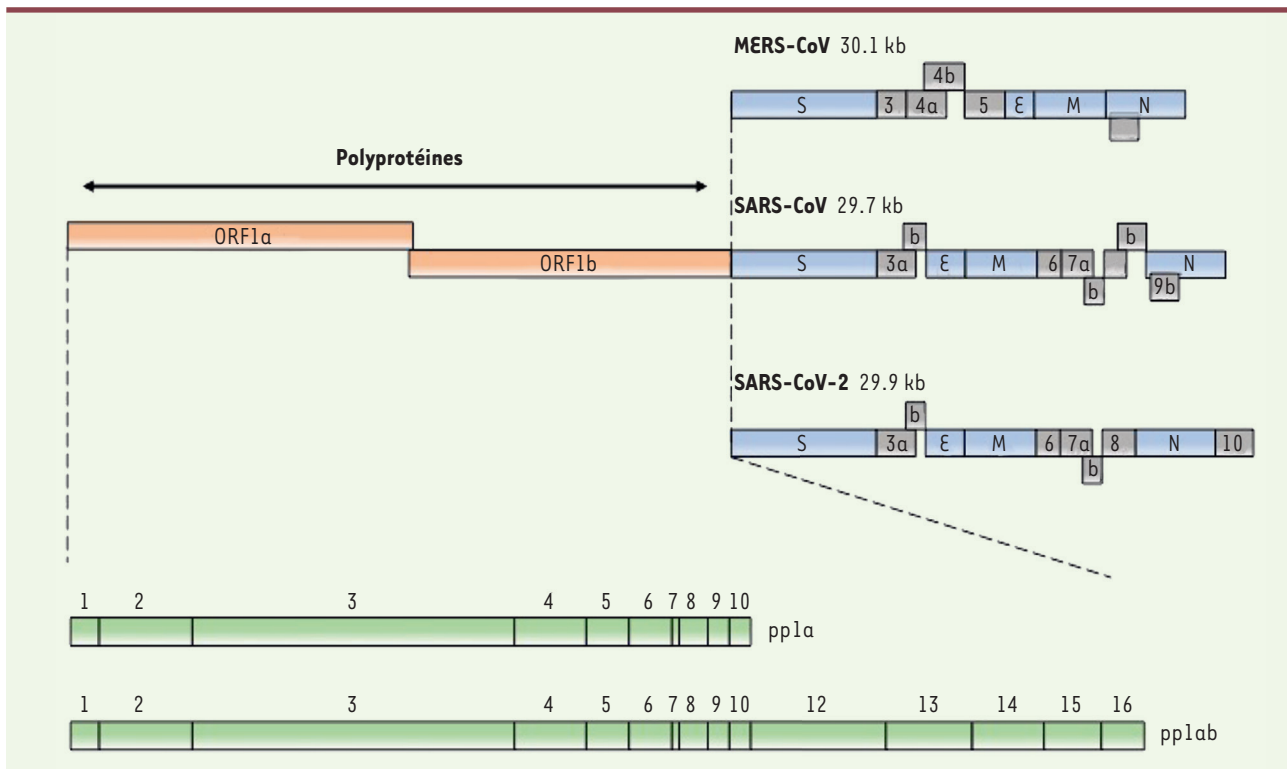 MERS-CoV 30.1 kb
4b
S 3 4a 5 E M N
Polyprotéines
SARS-CoV 29.7 kb
ORF1a
b b
ORF1b S 3a E M 6 7a N
b 9b
SARS-CoV-2 29.9 kb
b
S 3a E M 6 7a 8 N 10
b
1 2 3 4 5 6 7 8 9 10
pp1a
1 2 3 4 5 6 7 8 9 10 12 13 14 15 16
pp1ab